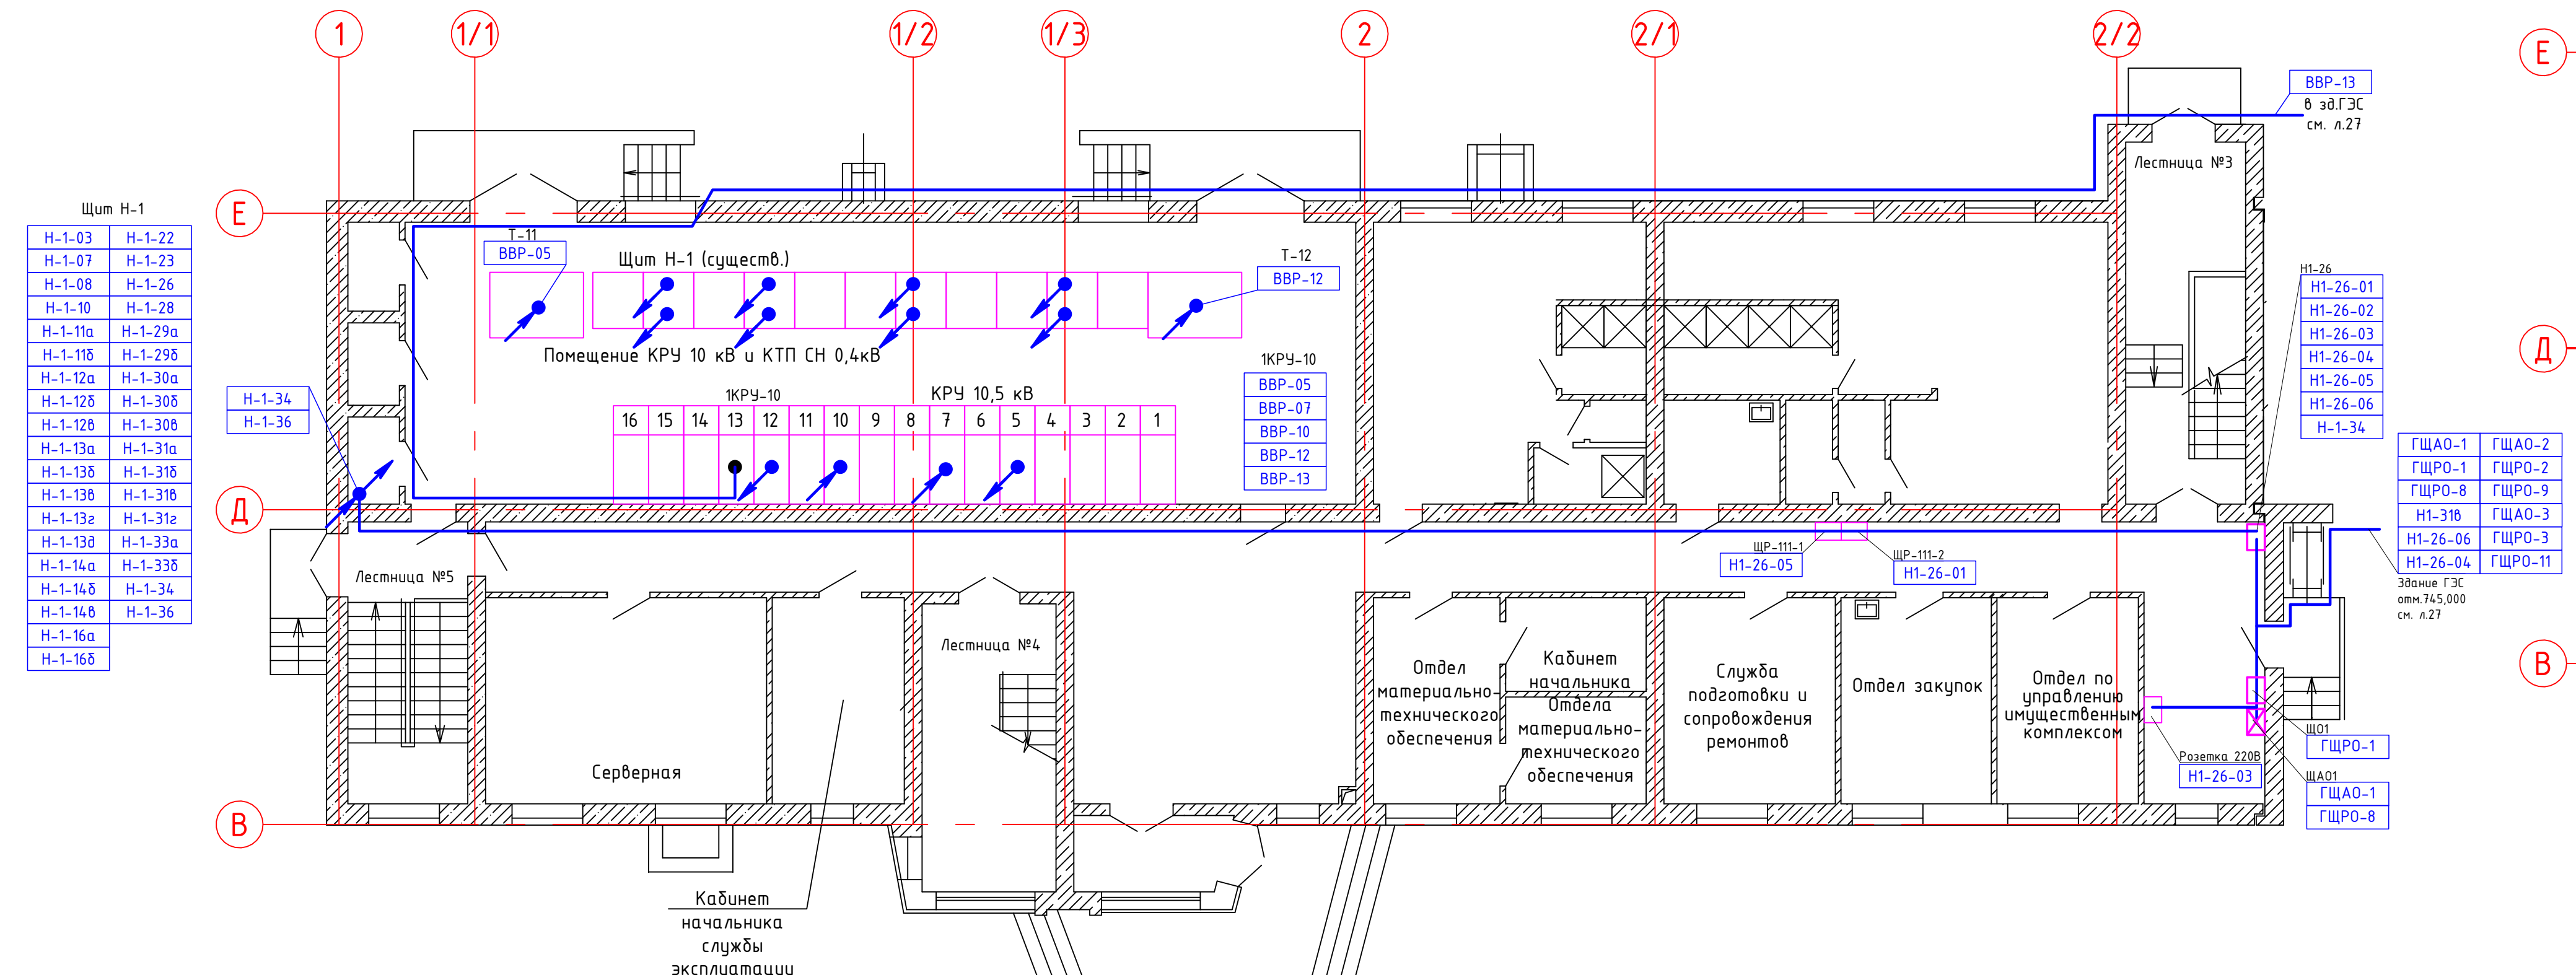 1
1/1
1/2
1/3
2
2/1
2/2
Е
Е
Д
Д
В
В
ВВР-13
в зд.ГЭС
см. л.27
Лестница №3
Щит Н-1
Н-1-03 Н-1-22
Н-1-07 Н-1-23
Н-1-08 Н-1-26
Н-1-10 Н-1-28
Н-1-11а Н-1-29а
Н-1-11б Н-1-29б
Н-1-12а Н-1-30а
Н-1-12б Н-1-30б
Н-1-12в Н-1-30в
Н-1-13а Н-1-31а
Н-1-13б Н-1-31б
Н-1-13в Н-1-31в
Н-1-13г Н-1-31г
Н-1-13д Н-1-33а
Н-1-14а Н-1-33б
Н-1-14б Н-1-34
Н-1-14в Н-1-36
Н-1-16а
Н-1-16б
Н-1-34
Н-1-36
Т-11
ВВР-05
Щит Н-1 (существ.)
Т-12
ВВР-12
Помещение КРУ 10 кВ и КТП СН 0,4кВ
1КРУ-10
КРУ 10,5 кВ
16 15 14 13 12 11 10 9 8 7 6 5 4 3 2 1
1КРУ-10
ВВР-05
ВВР-07
ВВР-10
ВВР-12
ВВР-13
Н1-26
Н1-26-01
Н1-26-02
Н1-26-03
Н1-26-04
Н1-26-05
Н1-26-06
Н-1-34
ГЩАО-1 ГЩАО-2
ГЩРО-1 ГЩРО-2
ГЩРО-8 ГЩРО-9
Н1-31в ГЩАО-3
Н1-26-06 ГЩРО-3
Н1-26-04 ГЩРО-11
Здание ГЭС
отм.745,000
см. л.27
ЩР-111-1
Н1-26-05
ЩР-111-2
Н1-26-01
Лестница №5
Лестница №4
Серверная
Кабинет
начальника
службы
эксплуатации
Отдел
материально-
технического
обеспечения
Кабинет
начальника
Отдела
материально-
технического
обеспечения
Служба
подготовки и
сопровождения
ремонтов
Отдел закупок
Отдел по
управлению
имущественным
комплексом
Розетка 220В
Н1-26-03
ЩО1
ГЩРО-1
ЩАО1
ГЩАО-1
ГЩРО-8